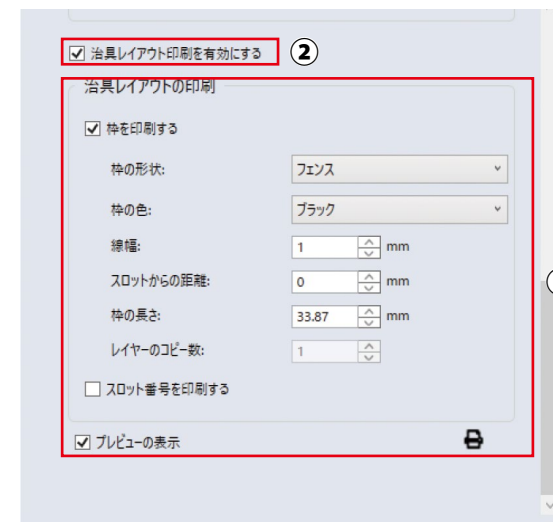 治具レイアウト印刷を有効にする ②
治具レイアウトの印刷
枠を印刷する
枠の形状: フェンス
枠の色: ブラック
線幅: 1 mm
スロットからの距離: 0 mm
枠の長さ: 33.87 mm
レイヤーのコピー数: 1
スロット番号を印刷する
プレビューの表示